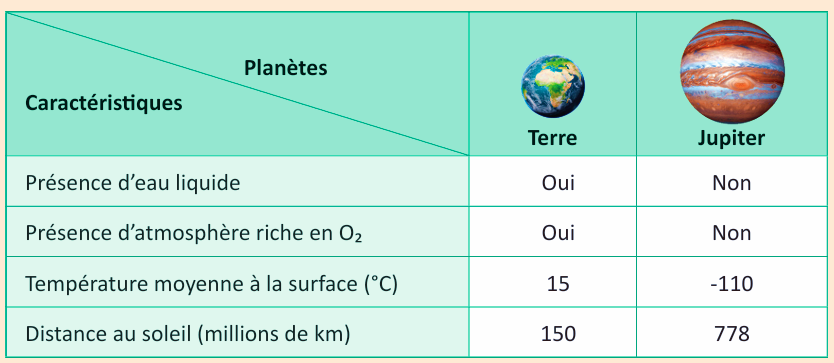 Planètes
Caractéristiques
Terre
Jupiter
Présence d’eau liquide
Oui
Non
Présence d’atmosphère riche en O₂
Oui
Non
Température moyenne à la surface (°C)
15
-110
Distance au soleil (millions de km)
150
778